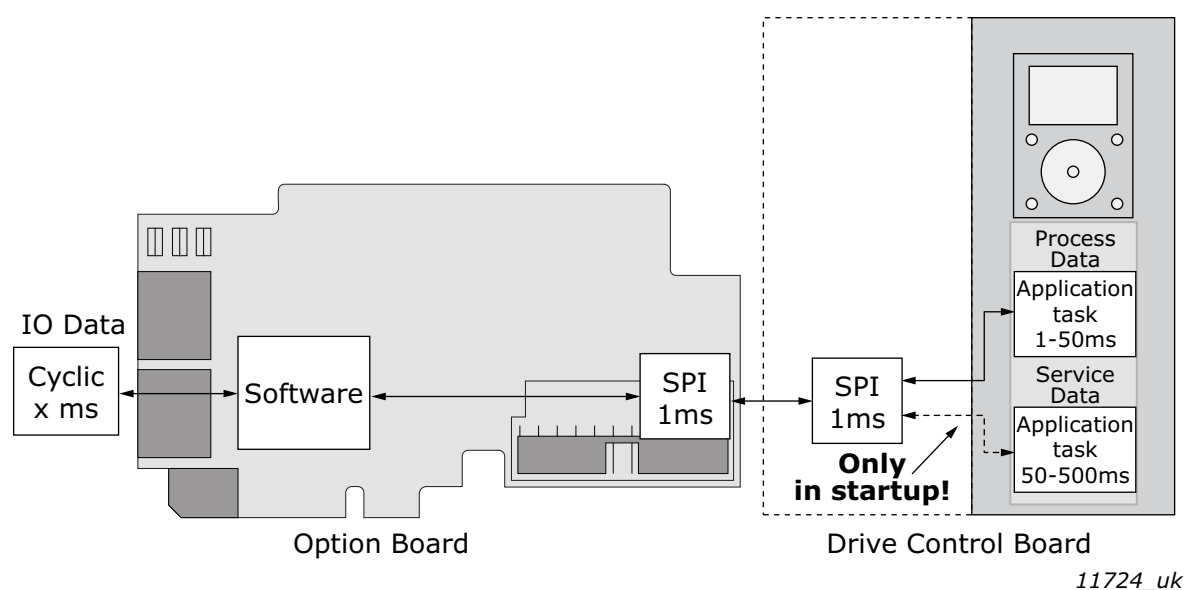 IO Data
Cyclic
x ms
Software
SPI
1ms
SPI
1ms
Process
Data
Application
task
1-50ms
Service
Data
Application
task
50-500ms
Only
in startup!
Option Board
Drive Control Board
11724_uk